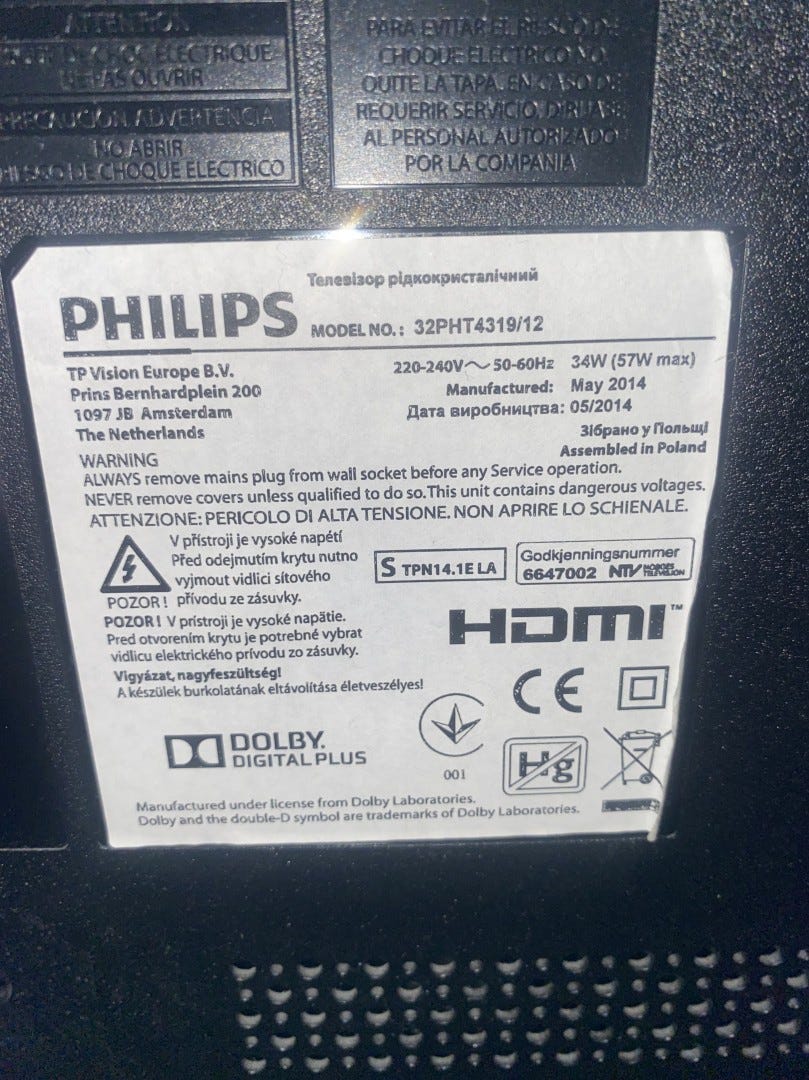 ATTENTION
CHOC ELECTRIQUE
NE PAS OUVRIR
PRECAUCION ADVERTENCIA
NO ABRIR
RIESGO DE CHOQUE ELECTRICO
PARA EVITAR EL RIESGO DE
CHOQUE ELECTRICO NO
QUITE LA TAPA. EN CASO DE
REQUERIR SERVICIO, DIRIJASE
AL PERSONAL AUTORIZADO
POR LA COMPANIA
Телевізор рідкокристалічний
PHILIPS MODEL NO.: 32PHT4319/12
TP Vision Europe B.V.
Prins Bernhardplein 200
1097 JB Amsterdam
The Netherlands
220-240V~ 50-60Hz 34W (57W max)
Manufactured: May 2014
Дата виробництва: 05/2014
Зібрано у Польщі
Assembled in Poland
WARNING
ALWAYS remove mains plug from wall socket before any Service operation.
NEVER remove covers unless qualified to do so.This unit contains dangerous voltages.
ATTENZIONE: PERICOLO DI ALTA TENSIONE. NON APRIRE LO SCHIENALE.
V přístroji je vysoké napětí
Před odejmutím krytu nutno
vyjmout vidlici sítového
POZOR! přívodu ze zásuvky.
POZOR! V prístroji je vysoké napätie.
Pred otvorením krytu je potrebné vybrat
vidlicu elektrického prívodu zo zásuvky.
Vigyázat, nagyfeszültség!
A készülek burkolatának eltávolítása életveszélyes!
S TPN14.1E LA
Godkjenningsnummer
6647002 NTV NORGES TELEVISJON
HDMI™
CE
DOLBY.
DIGITAL PLUS
001
Hg
Manufactured under license from Dolby Laboratories.
Dolby and the double-D symbol are trademarks of Dolby Laboratories.